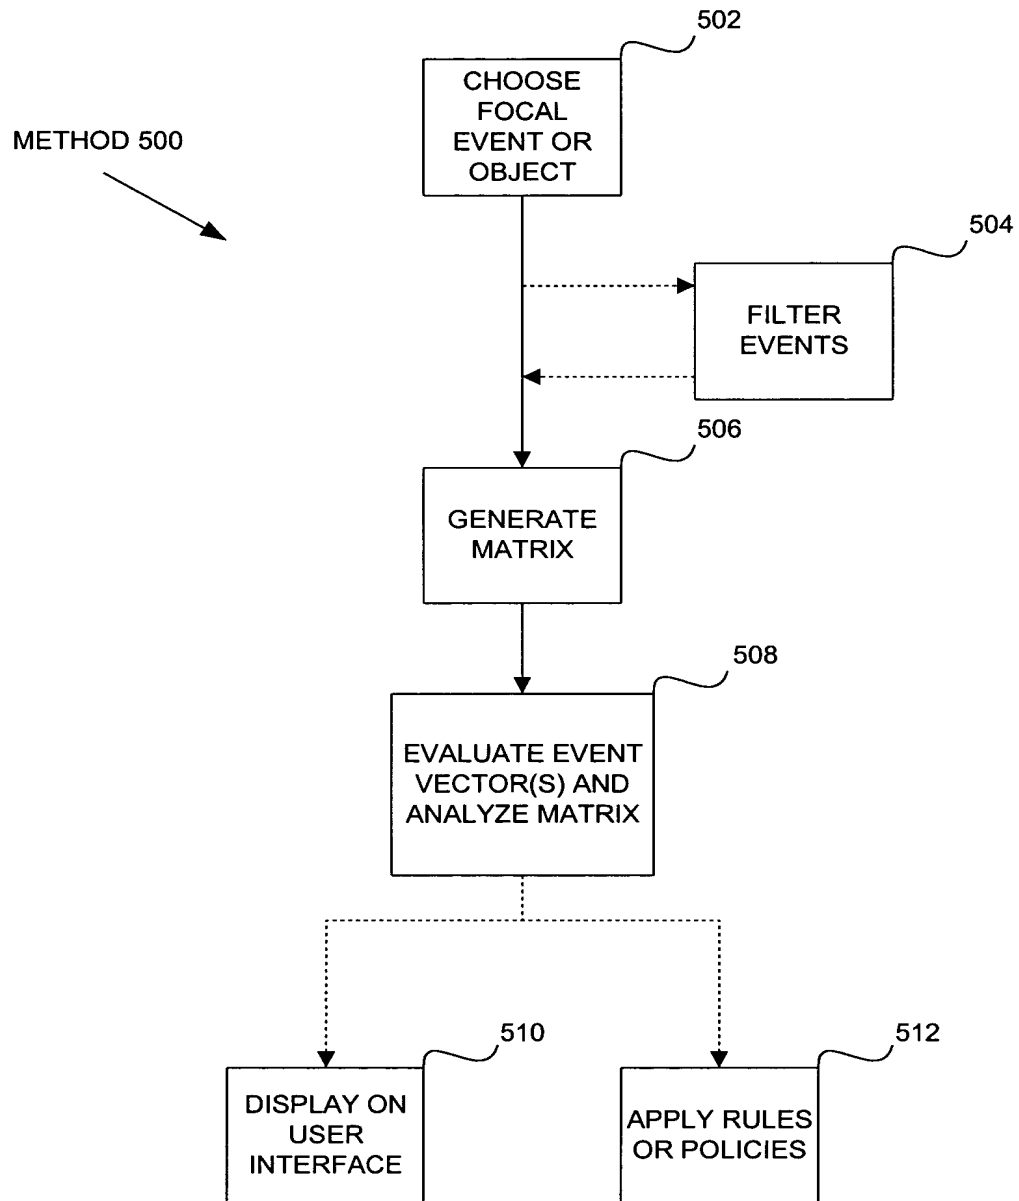 502
CHOOSE
FOCAL
EVENT OR
OBJECT
METHOD 500
504
FILTER
EVENTS
506
GENERATE
MATRIX
508
EVALUATE EVENT
VECTOR(S) AND
ANALYZE MATRIX
510
DISPLAY ON
USER
INTERFACE
512
APPLY RULES
OR POLICIES